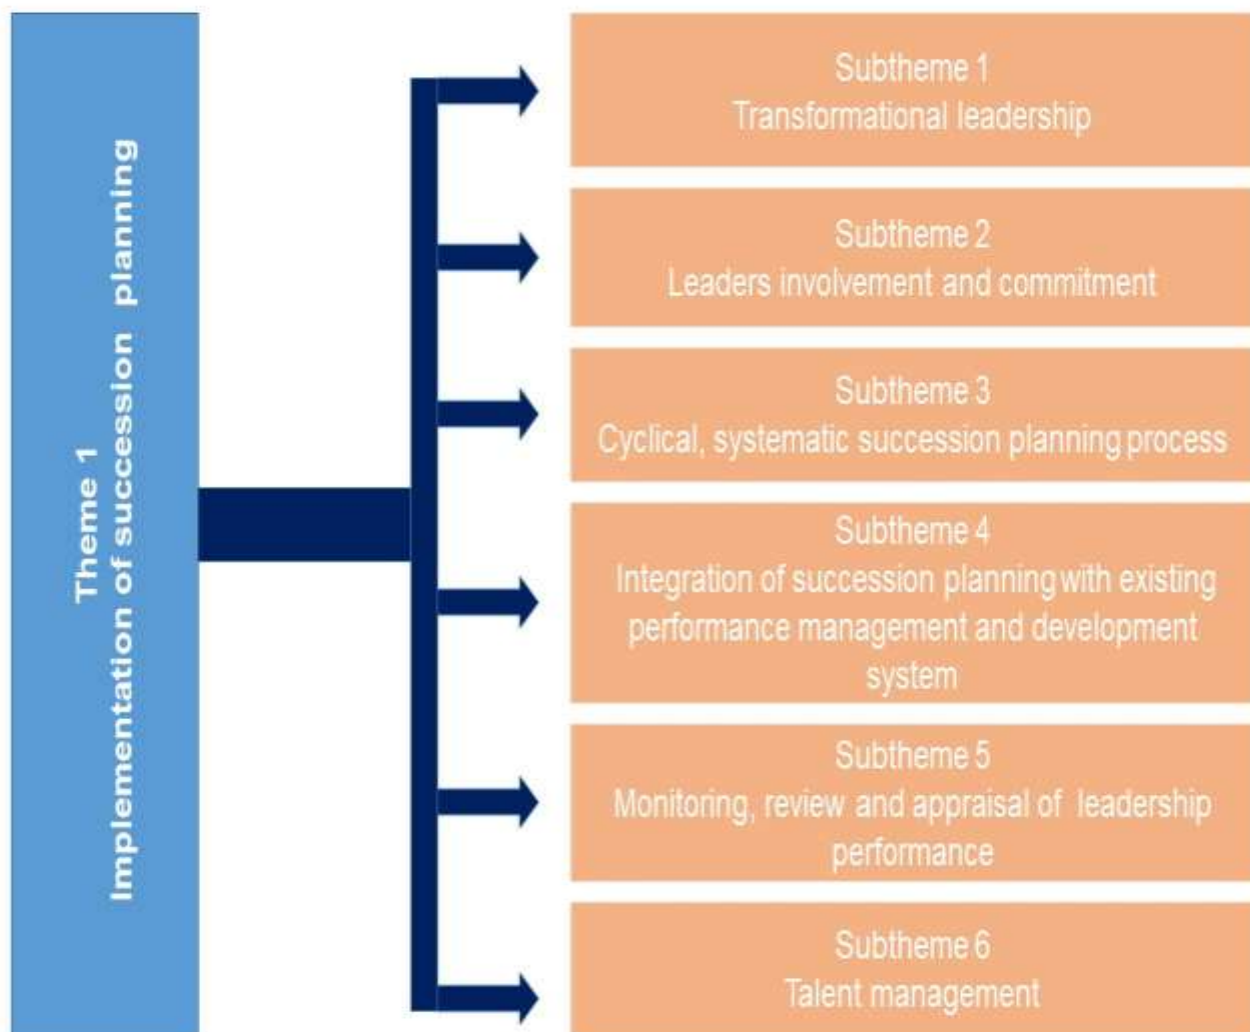 Theme 1
Implementation of succession planning
Subtheme 1
Transformational leadership
Subtheme 2
Leaders involvement and commitment
Subtheme 3
Cyclical, systematic succession planning process
Subtheme 4
Integration of succession planning with existing
performance management and development
system
Subtheme 5
Monitoring, review and appraisal of leadership
performance
Subtheme 6
Talent management